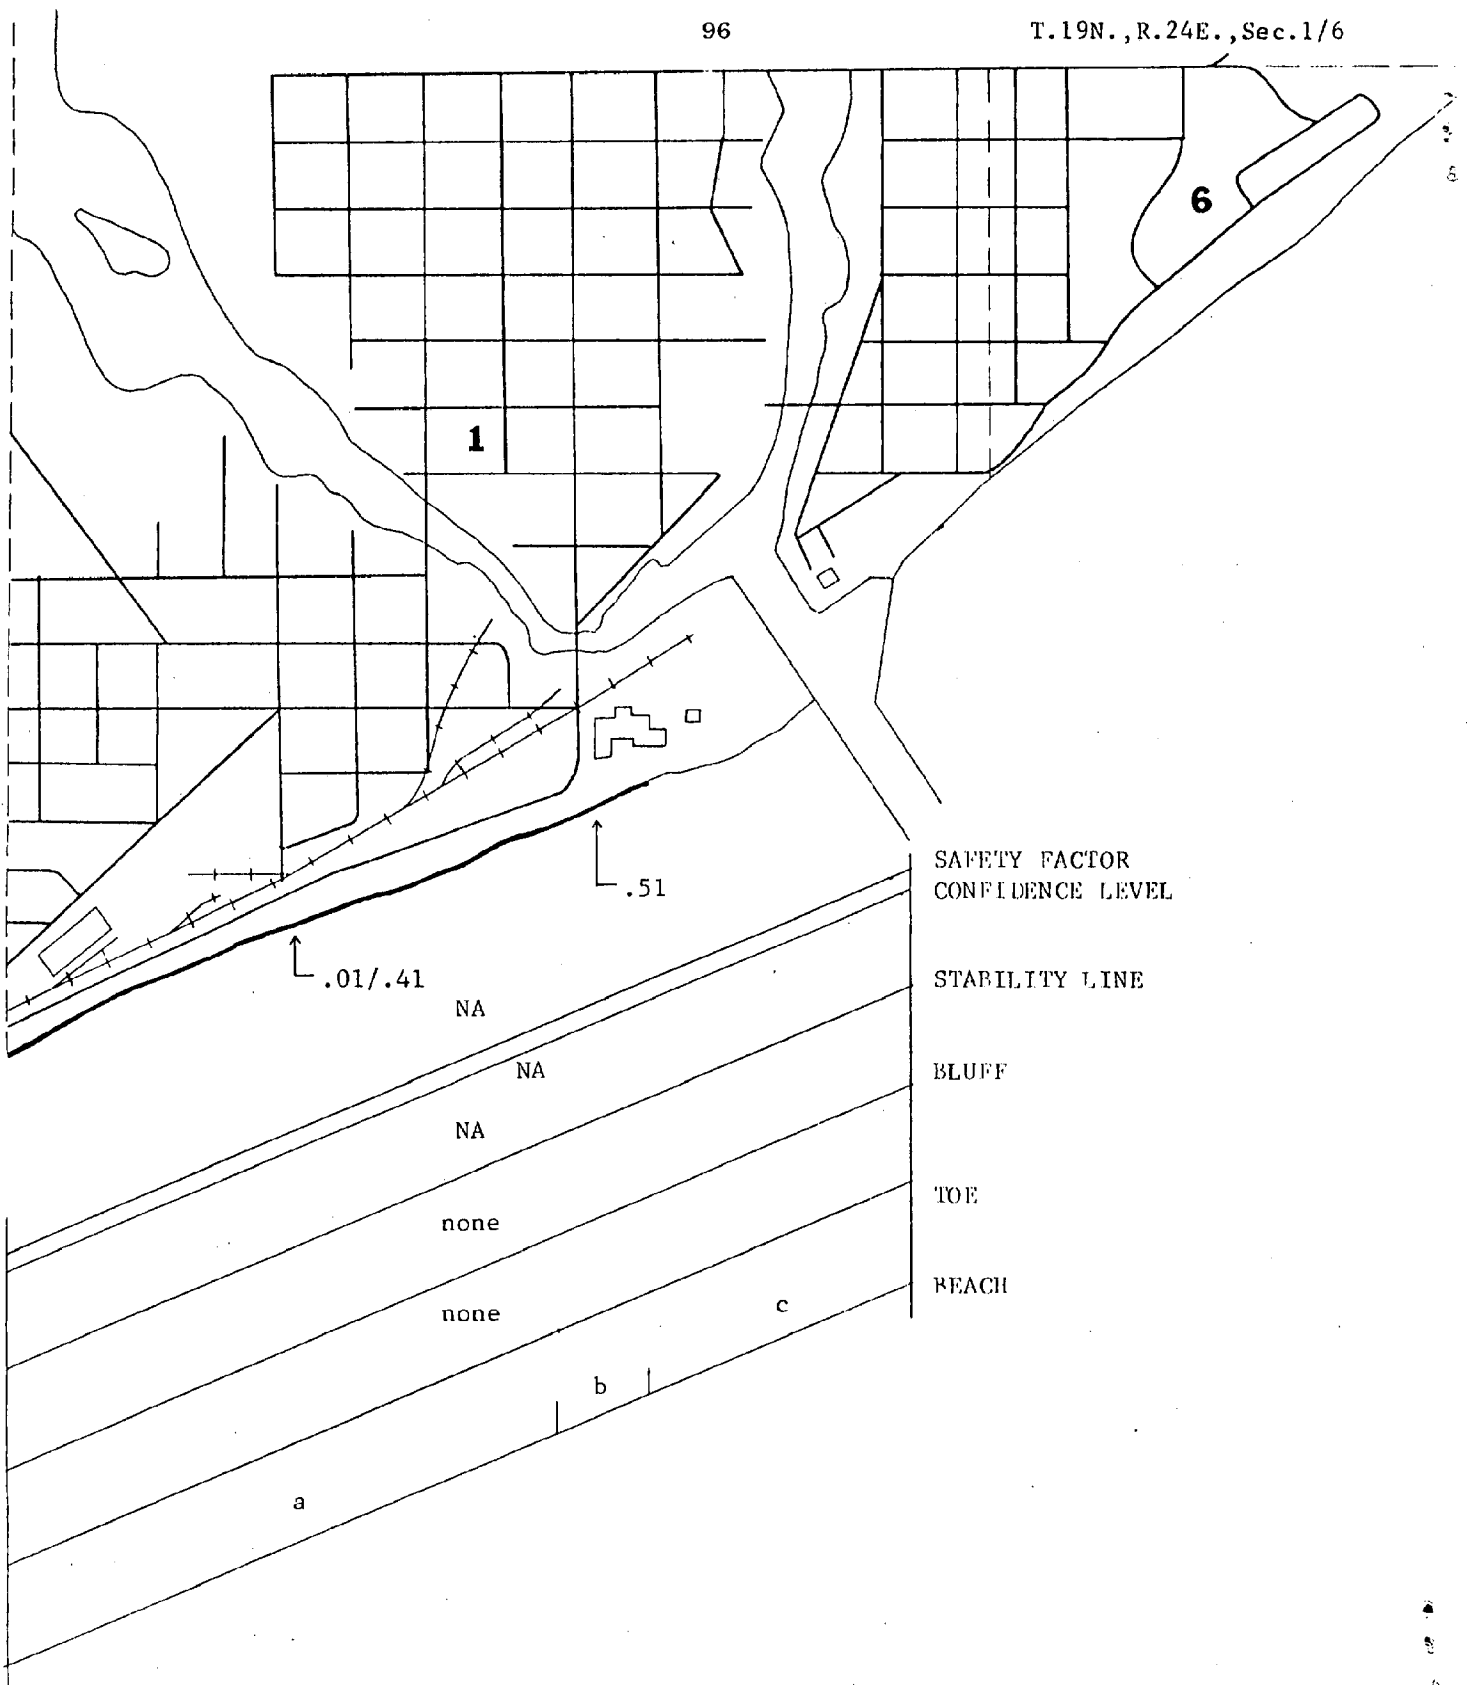 96
T.19N.,R.24E.,Sec.1/6
6
1
.51
.01/.41
SAFETY FACTOR
CONFIDENCE LEVEL
NA
STABILITY LINE
NA
BLUFF
NA
TOE
none
BEACH
none
c
b
a